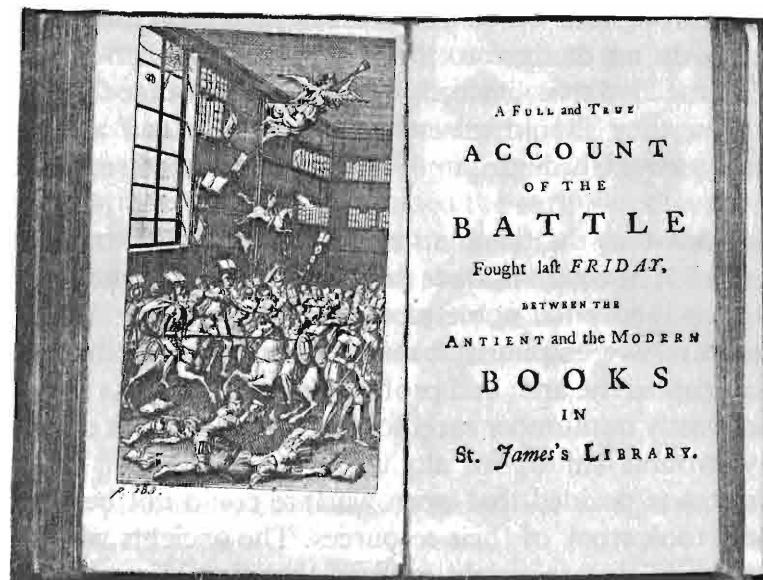 p. 261.
A FULL and TRUE
ACCOUNT
OF THE
BATTLE
Fought laſt FRIDAY,
BETWEEN THE
ANTIENT and the MODERN
BOOKS
IN
St. James's LIBRARY.